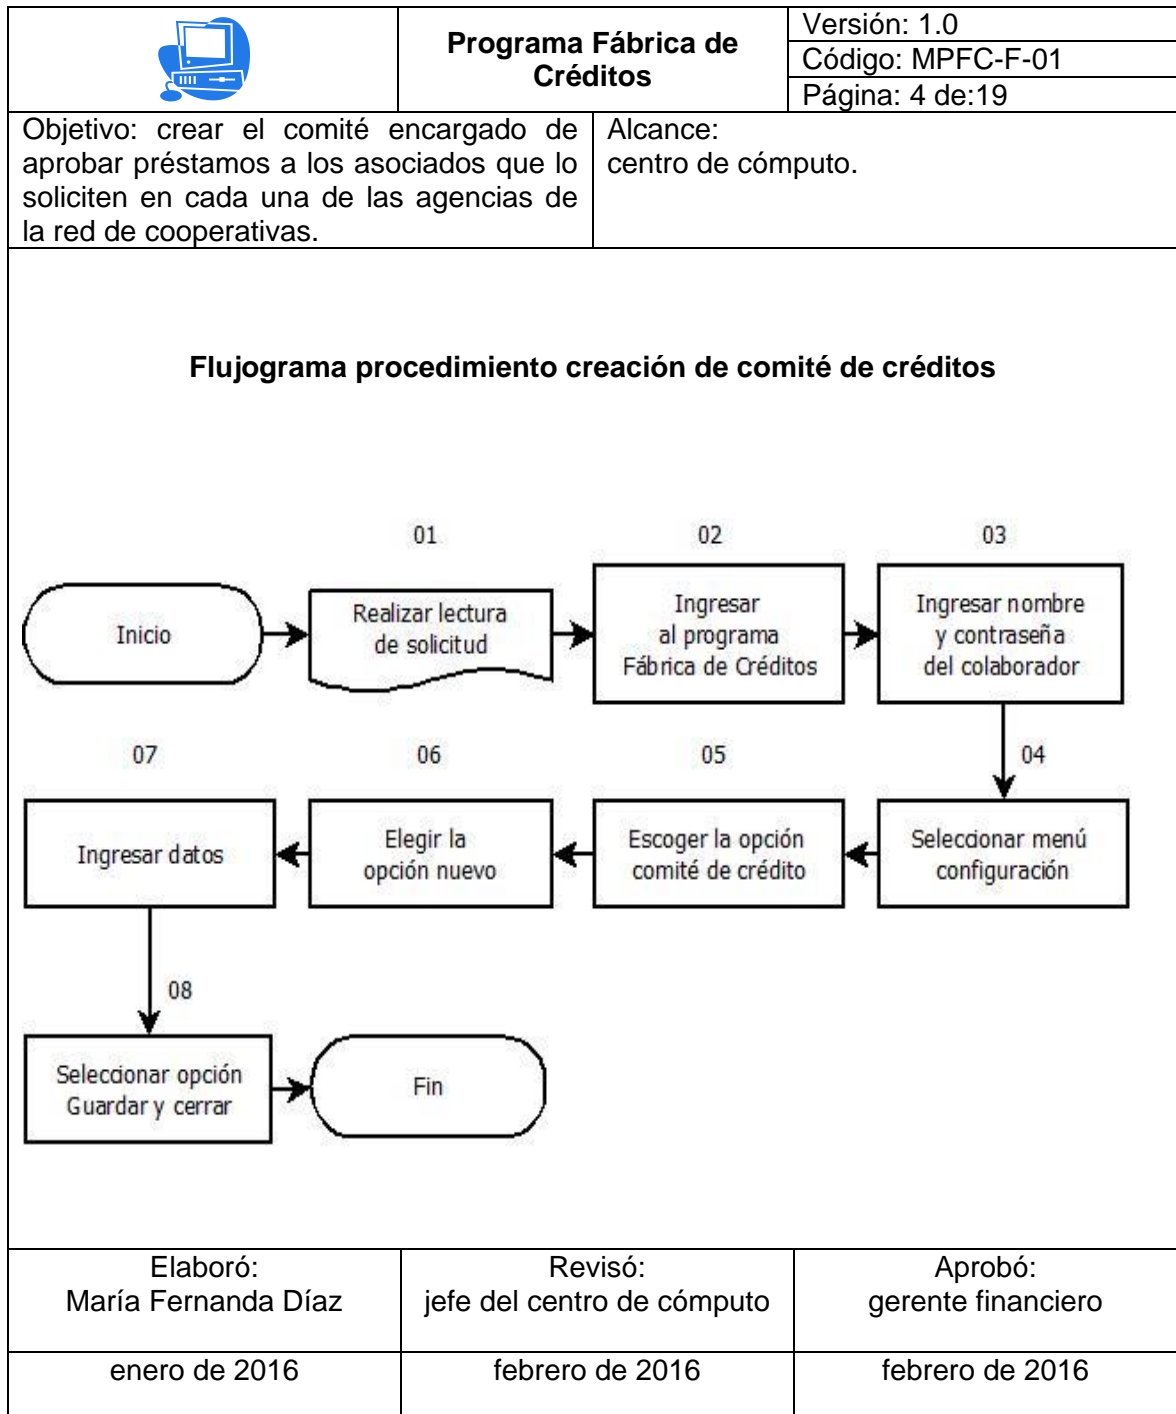 Programa Fábrica de
Créditos
Versión: 1.0
Código: MPFC-F-01
Página: 4 de:19
Objetivo: crear el comité encargado de
aprobar préstamos a los asociados que lo
soliciten en cada una de las agencias de
la red de cooperativas.
Alcance:
centro de cómputo.
Flujograma procedimiento creación de comité de créditos
Inicio
01
Realizar lectura
de solicitud
02
Ingresar
al programa
Fábrica de Créditos
03
Ingresar nombre
y contraseña
del colaborador
04
Seleccionar menú
configuración
05
Escoger la opción
comité de crédito
06
Elegir la
opción nuevo
07
Ingresar datos
08
Seleccionar opción
Guardar y cerrar
Fin
Elaboró:
María Fernanda Díaz
Revisó:
jefe del centro de cómputo
Aprobó:
gerente financiero
enero de 2016
febrero de 2016
febrero de 2016